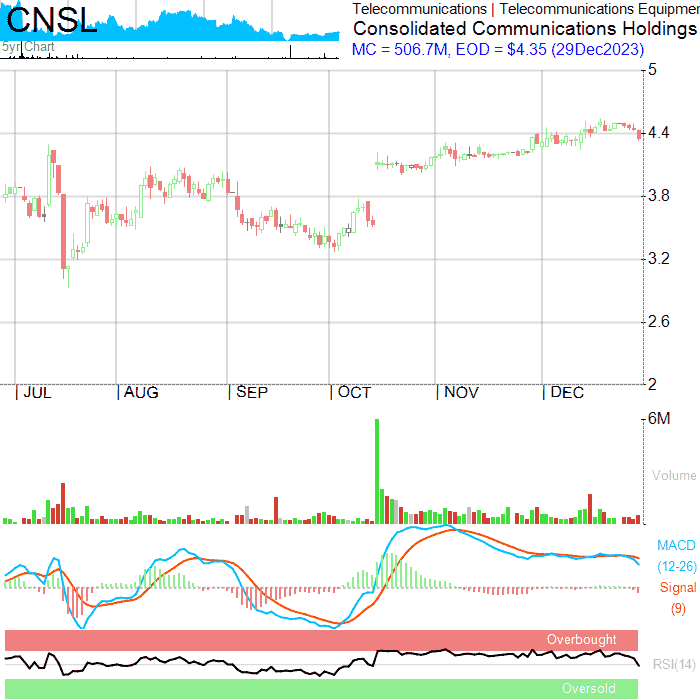 CNSL
5yr Chart
Telecommunications | Telecommunications Equipmen
Consolidated Communications Holdings
MC = 506.7M, EOD = $4.35 (29Dec2023)
5
4.4
3.8
3.2
2.6
2
JUL AUG SEP OCT NOV DEC
6M
Volume
MACD
(12-26)
Signal
(9)
Overbought
RSI(14)
Oversold